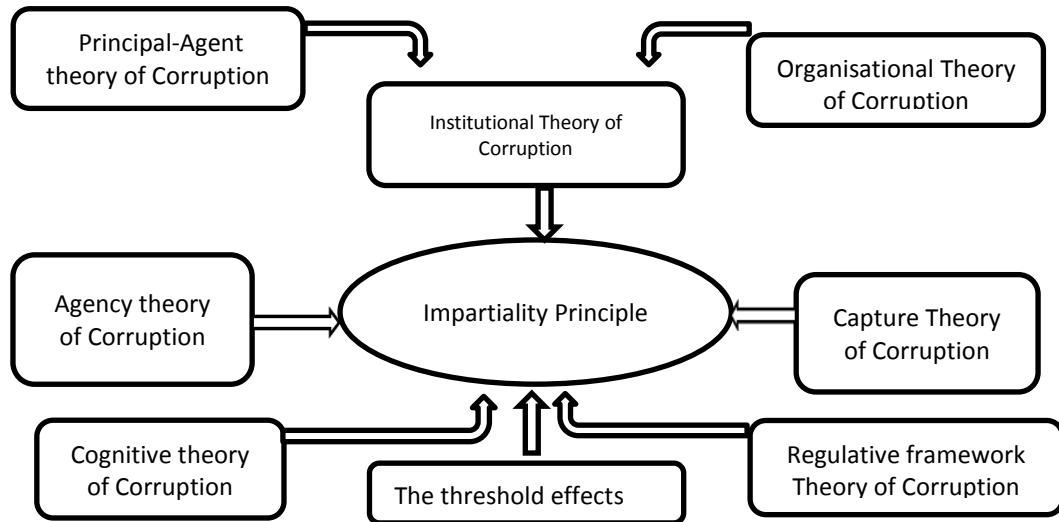 Principal-Agent
theory of Corruption
Organisational Theory
of Corruption
Institutional Theory of
Corruption
Agency theory
of Corruption
Impartiality Principle
Capture Theory
of Corruption
Cognitive theory
of Corruption
The threshold effects
Regulative framework
Theory of Corruption